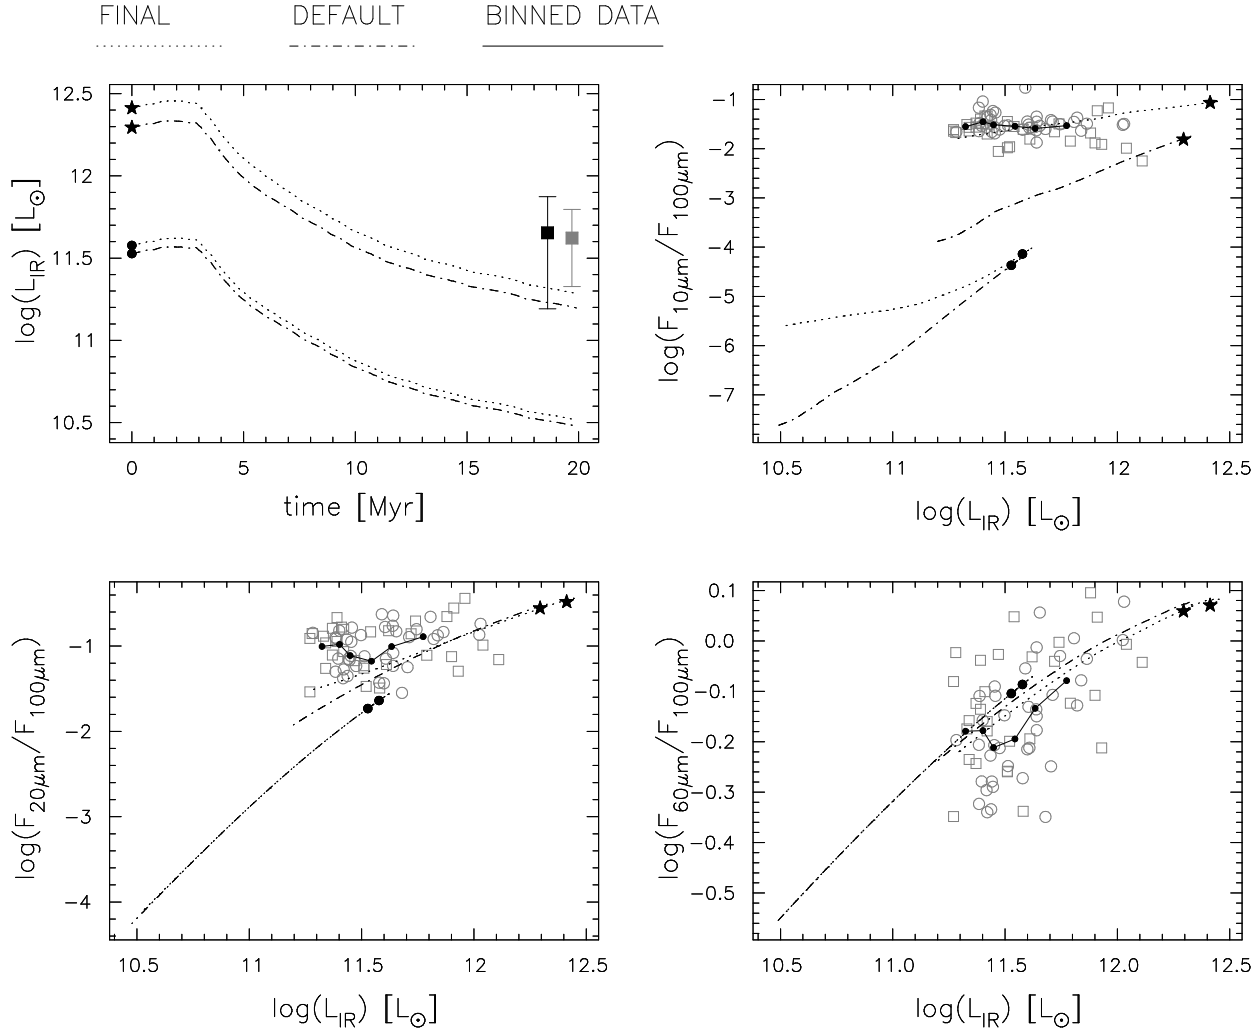 FINAL DEFAULT BINNED DATA
log(L_IR) [L_⊙]
12.5
12
11.5
11
10.5
0 5 10 15 20
time [Myr]
log(F_10μm/F_100μm)
−1
−2
−3
−4
−5
−6
−7
10.5 11 11.5 12 12.5
log(L_IR) [L_⊙]
log(F_20μm/F_100μm)
−1
−2
−3
−4
10.5 11 11.5 12 12.5
log(L_IR) [L_⊙]
log(F_60μm/F_100μm)
0.1
0.0
−0.1
−0.2
−0.3
−0.4
−0.5
10.5 11.0 11.5 12.0 12.5
log(L_IR) [L_⊙]